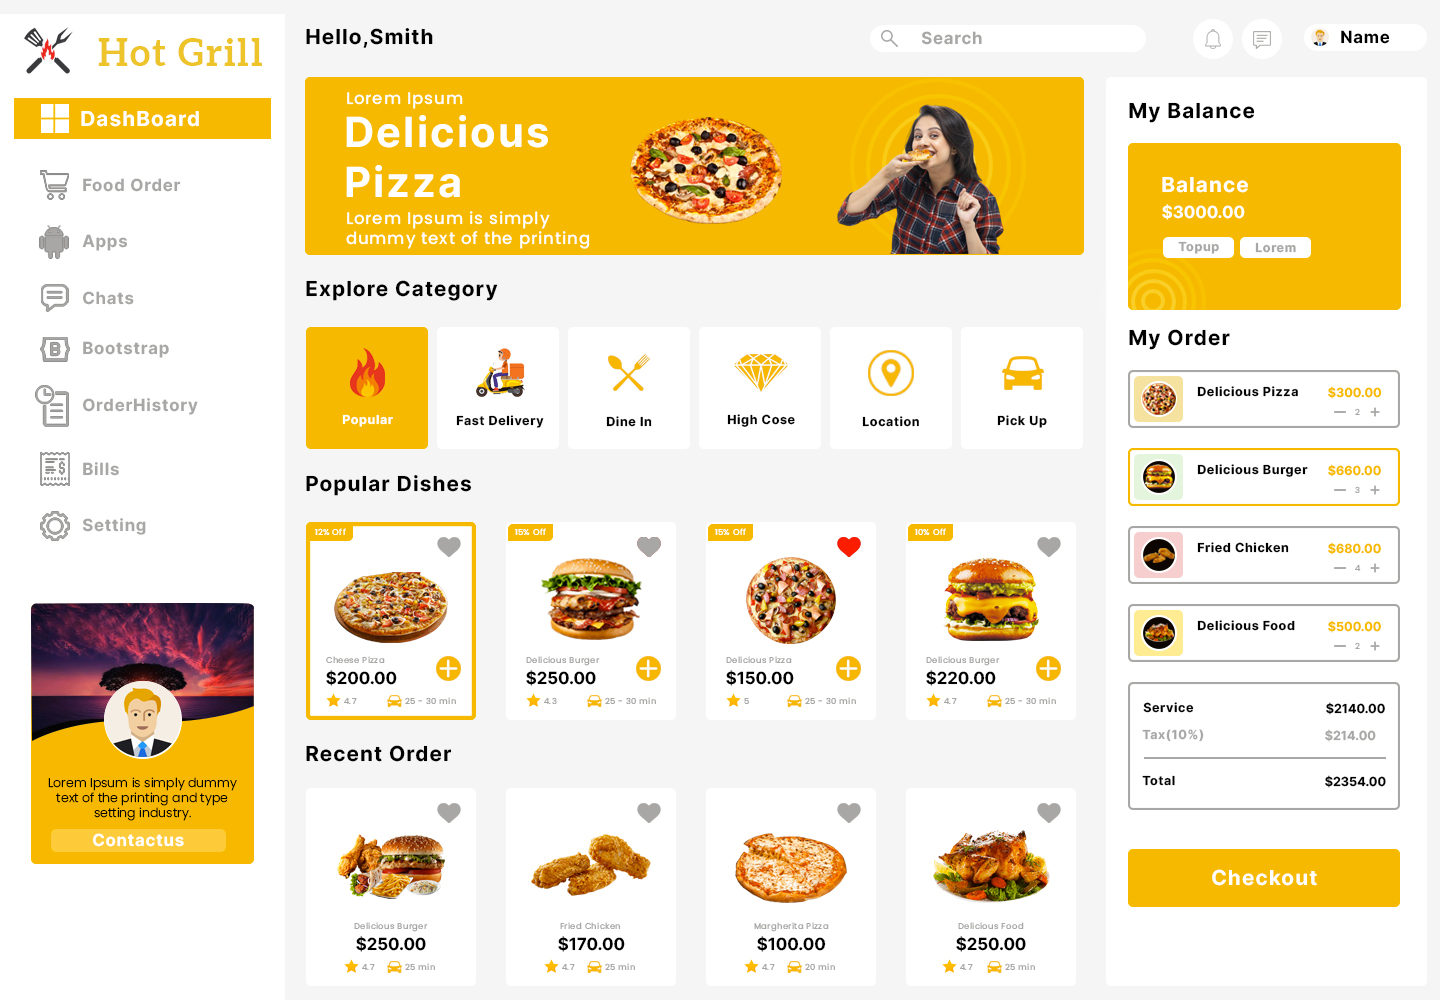 Hot Grill
DashBoard
Food Order
Apps
Chats
Bootstrap
OrderHistory
Bills
Setting
Lorem Ipsum is simply dummy
text of the printing and type
setting industry.
Contactus
Hello,Smith
Search
Name
Lorem Ipsum
Delicious
Pizza
Lorem Ipsum is simply
dummy text of the printing
Explore Category
Popular
Fast Delivery
Dine In
High Cose
Location
Pick Up
Popular Dishes
12% Off
Cheese Pizza
$200.00
4.7
25 - 30 min
15% Off
Delicious Burger
$250.00
4.3
25 - 30 min
15% Off
Delicious Pizza
$150.00
5
25 - 30 min
10% Off
Delicious Burger
$220.00
4.7
25 - 30 min
Recent Order
Delicious Burger
$250.00
4.7
25 min
Fried Chicken
$170.00
4.7
25 min
Margherita Pizza
$100.00
4.7
20 min
Delicious Food
$250.00
4.7
25 min
My Balance
Balance
$3000.00
Topup
Lorem
My Order
Delicious Pizza
$300.00
2
Delicious Burger
$660.00
3
Fried Chicken
$680.00
4
Delicious Food
$500.00
2
Service $2140.00
Tax(10%) $214.00
Total $2354.00
Checkout